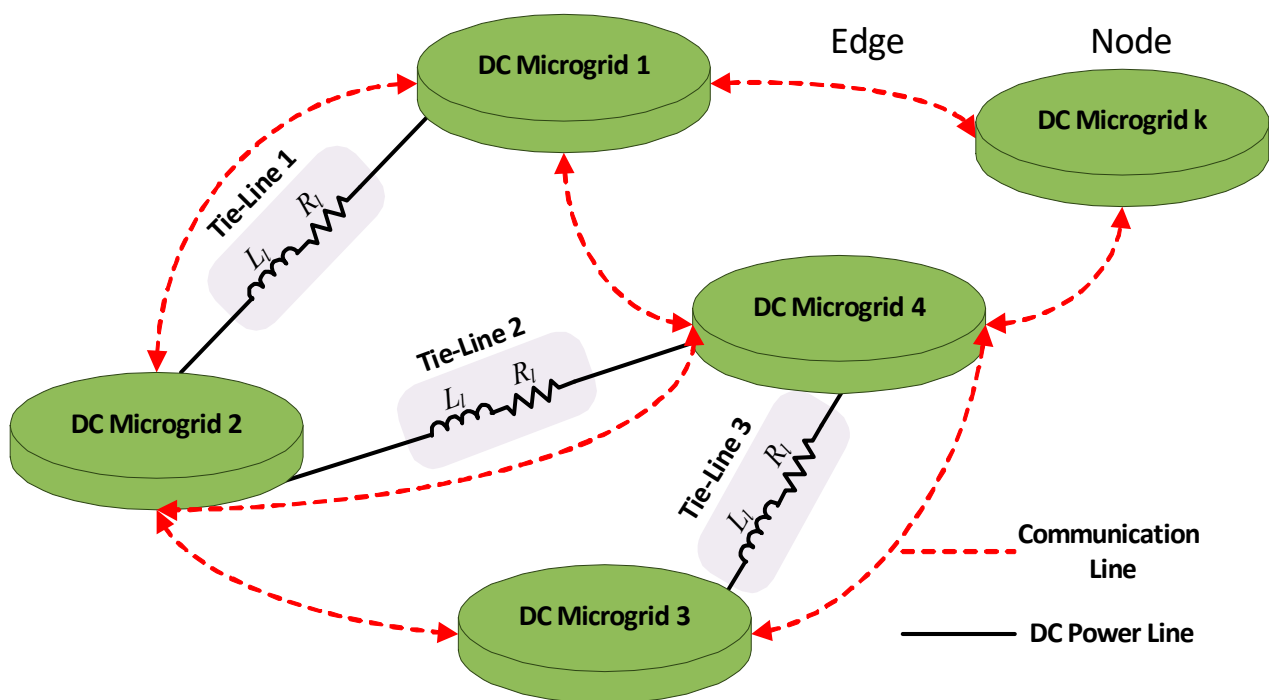 DC Microgrid 1
Edge
Node
DC Microgrid k
Tie-Line 1
L_l
R_l
DC Microgrid 4
Tie-Line 2
L_l
R_l
DC Microgrid 2
Tie-Line 3
L_l
R_l
DC Microgrid 3
Communication
Line
DC Power Line